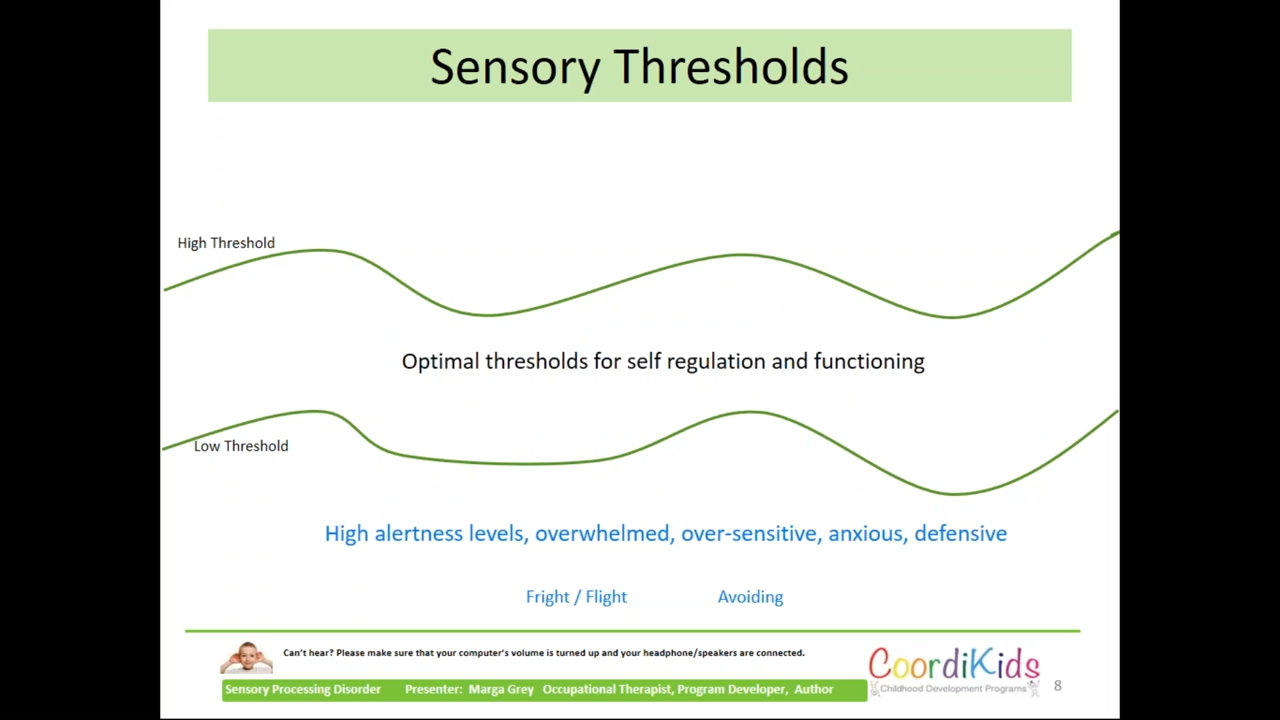 Sensory Thresholds
High Threshold
Optimal thresholds for self regulation and functioning
Low Threshold
High alertness levels, overwhelmed, over-sensitive, anxious, defensive
Fright / Flight Avoiding
Can't hear? Please make sure that your computer's volume is turned up and your headphone/speakers are connected.
CoordiKids
Childhood Development Programs
Sensory Processing Disorder Presenter: Marga Grey Occupational Therapist, Program Developer, Author
8